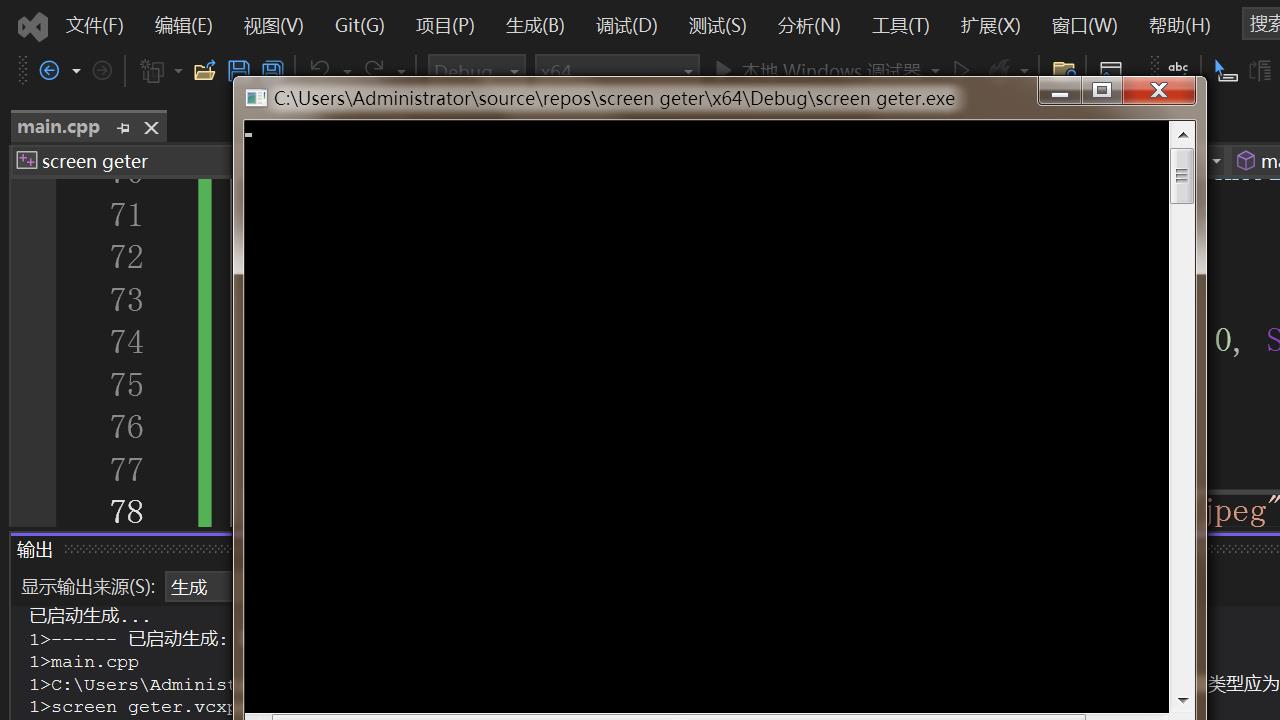 文件(F) 编辑(E) 视图(V) Git(G) 项目(P) 生成(B) 调试(D) 测试(S) 分析(N) 工具(T) 扩展(X) 窗口(W) 帮助(H) 搜索
Debug x64 本地 Windows 调试器 abc
C:\Users\Administrator\source\repos\screen geter\x64\Debug\screen geter.exe
main.cpp
screen geter
71
72
73
74 0, S
75
76
77
78 jpeg"
输出
显示输出来源(S): 生成
已启动生成...
1>------ 已启动生成:
1>main.cpp
1>C:\Users\Administ 类型应为
1>screen geter.vcxp